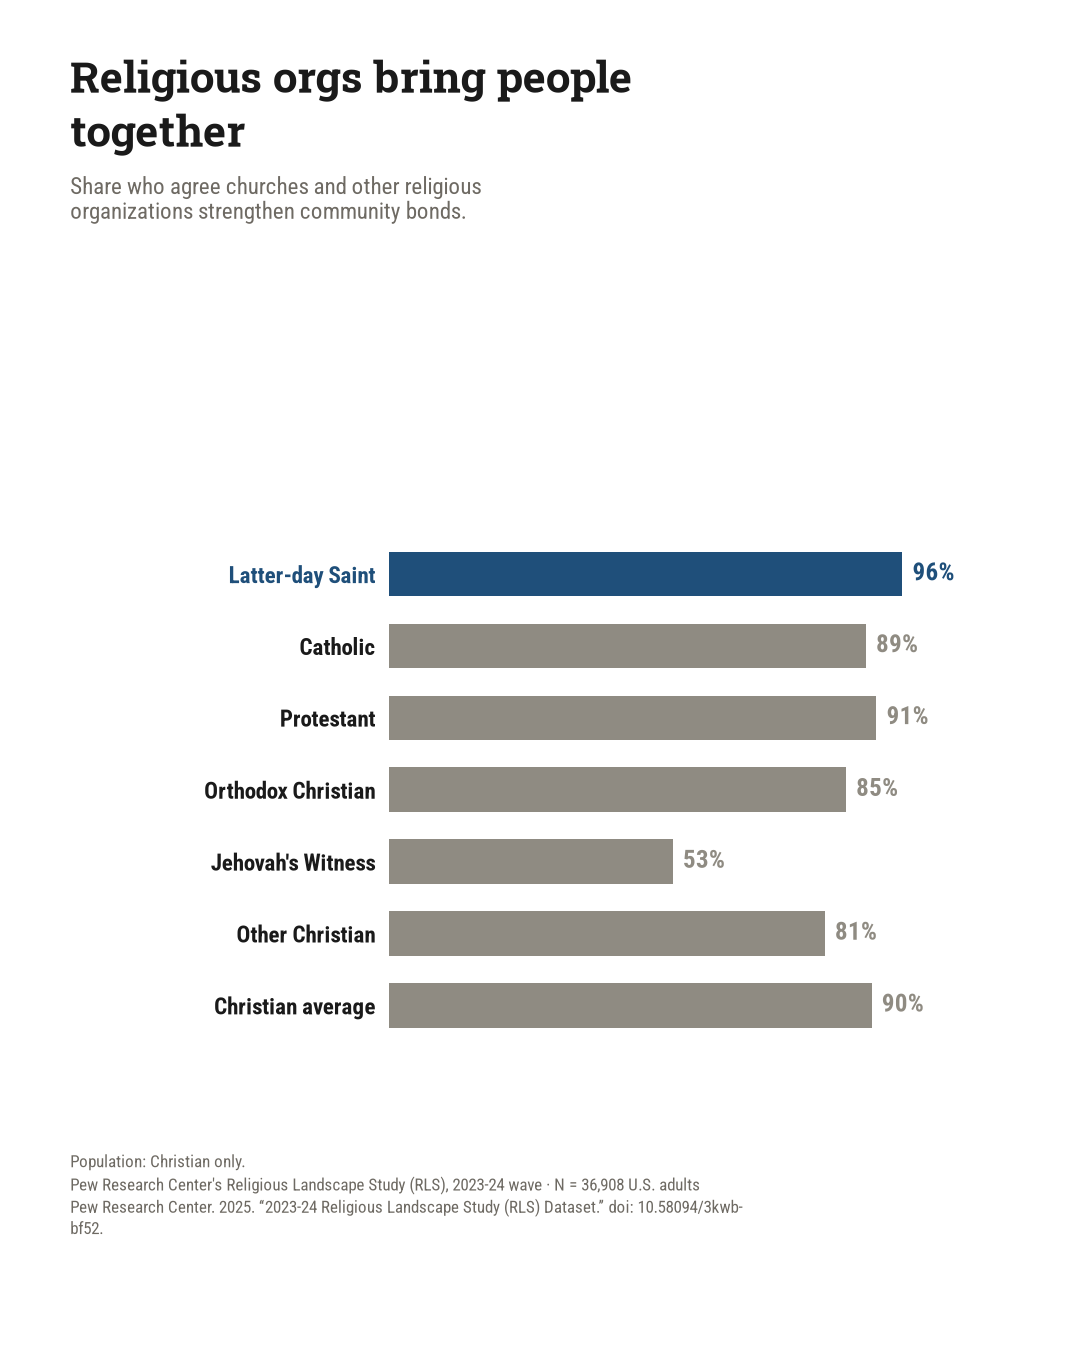 Religious orgs bring people
together
Share who agree churches and other religious
organizations strengthen community bonds.
Latter-day Saint 96%
Catholic 89%
Protestant 91%
Orthodox Christian 85%
Jehovah's Witness 53%
Other Christian 81%
Christian average 90%
Population: Christian only.
Pew Research Center's Religious Landscape Study (RLS), 2023-24 wave · N = 36,908 U.S. adults
Pew Research Center. 2025. “2023-24 Religious Landscape Study (RLS) Dataset.” doi: 10.58094/3kwb-
bf52.